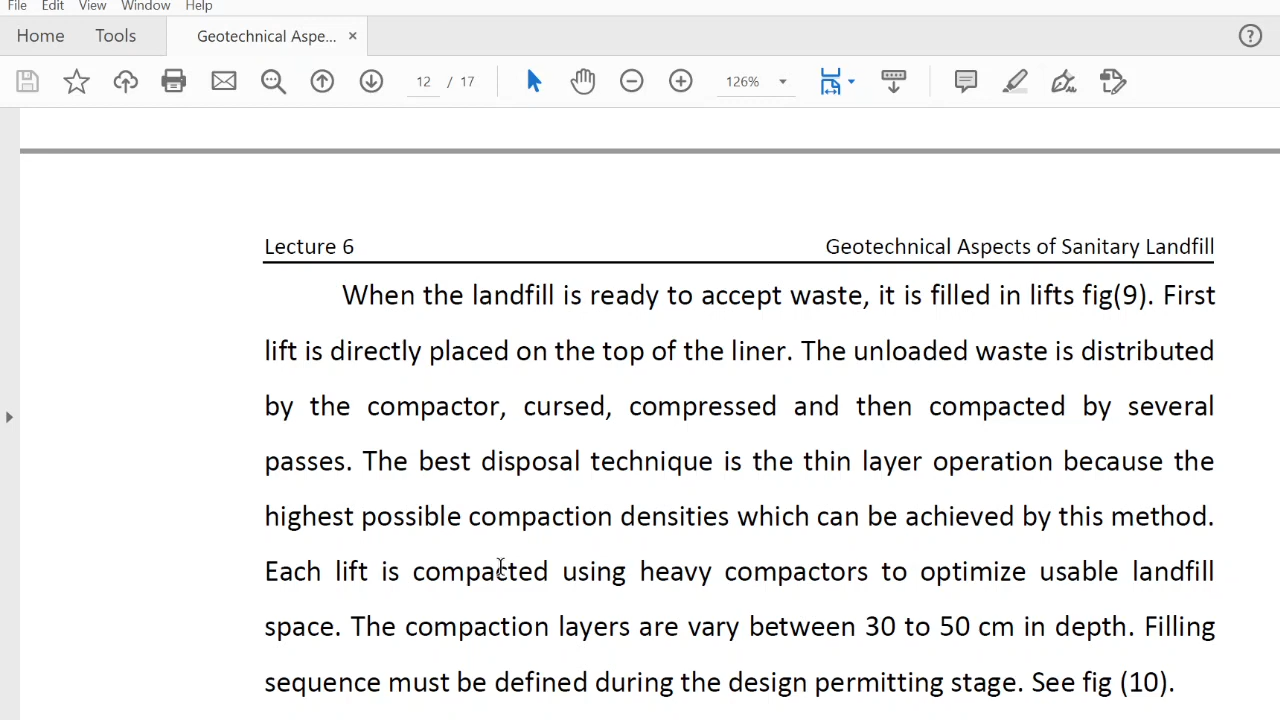 File Edit View Window Help
Home Tools Geotechnical Aspe... ×
12 / 17 126%
Lecture 6 Geotechnical Aspects of Sanitary Landfill
When the landfill is ready to accept waste, it is filled in lifts fig(9). First
lift is directly placed on the top of the liner. The unloaded waste is distributed
by the compactor, cursed, compressed and then compacted by several
passes. The best disposal technique is the thin layer operation because the
highest possible compaction densities which can be achieved by this method.
Each lift is compacted using heavy compactors to optimize usable landfill
space. The compaction layers are vary between 30 to 50 cm in depth. Filling
sequence must be defined during the design permitting stage. See fig (10).